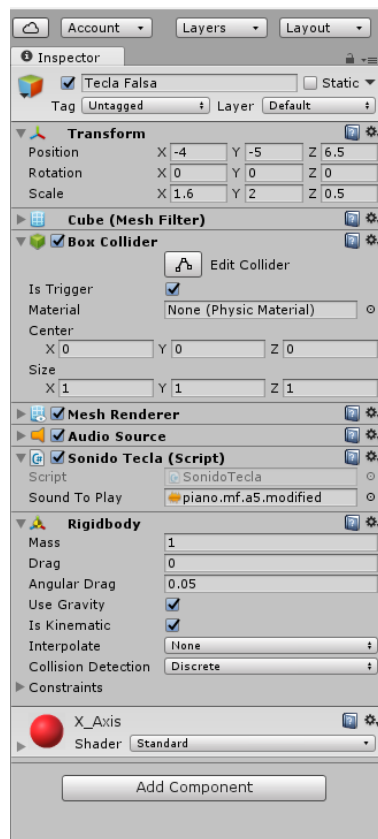 Account Layers Layout
Inspector
Tecla Falsa Static
Tag Untagged Layer Default
Transform
Position X -4 Y -5 Z 6.5
Rotation X 0 Y 0 Z 0
Scale X 1.6 Y 2 Z 0.5
Cube (Mesh Filter)
Box Collider
Edit Collider
Is Trigger
Material None (Physic Material)
Center
X 0 Y 0 Z 0
Size
X 1 Y 1 Z 1
Mesh Renderer
Audio Source
Sonido Tecla (Script)
Script SonidoTecla
Sound To Play piano.mf.a5.modified
Rigidbody
Mass 1
Drag 0
Angular Drag 0.05
Use Gravity
Is Kinematic
Interpolate None
Collision Detection Discrete
Constraints
X_Axis
Shader Standard
Add Component